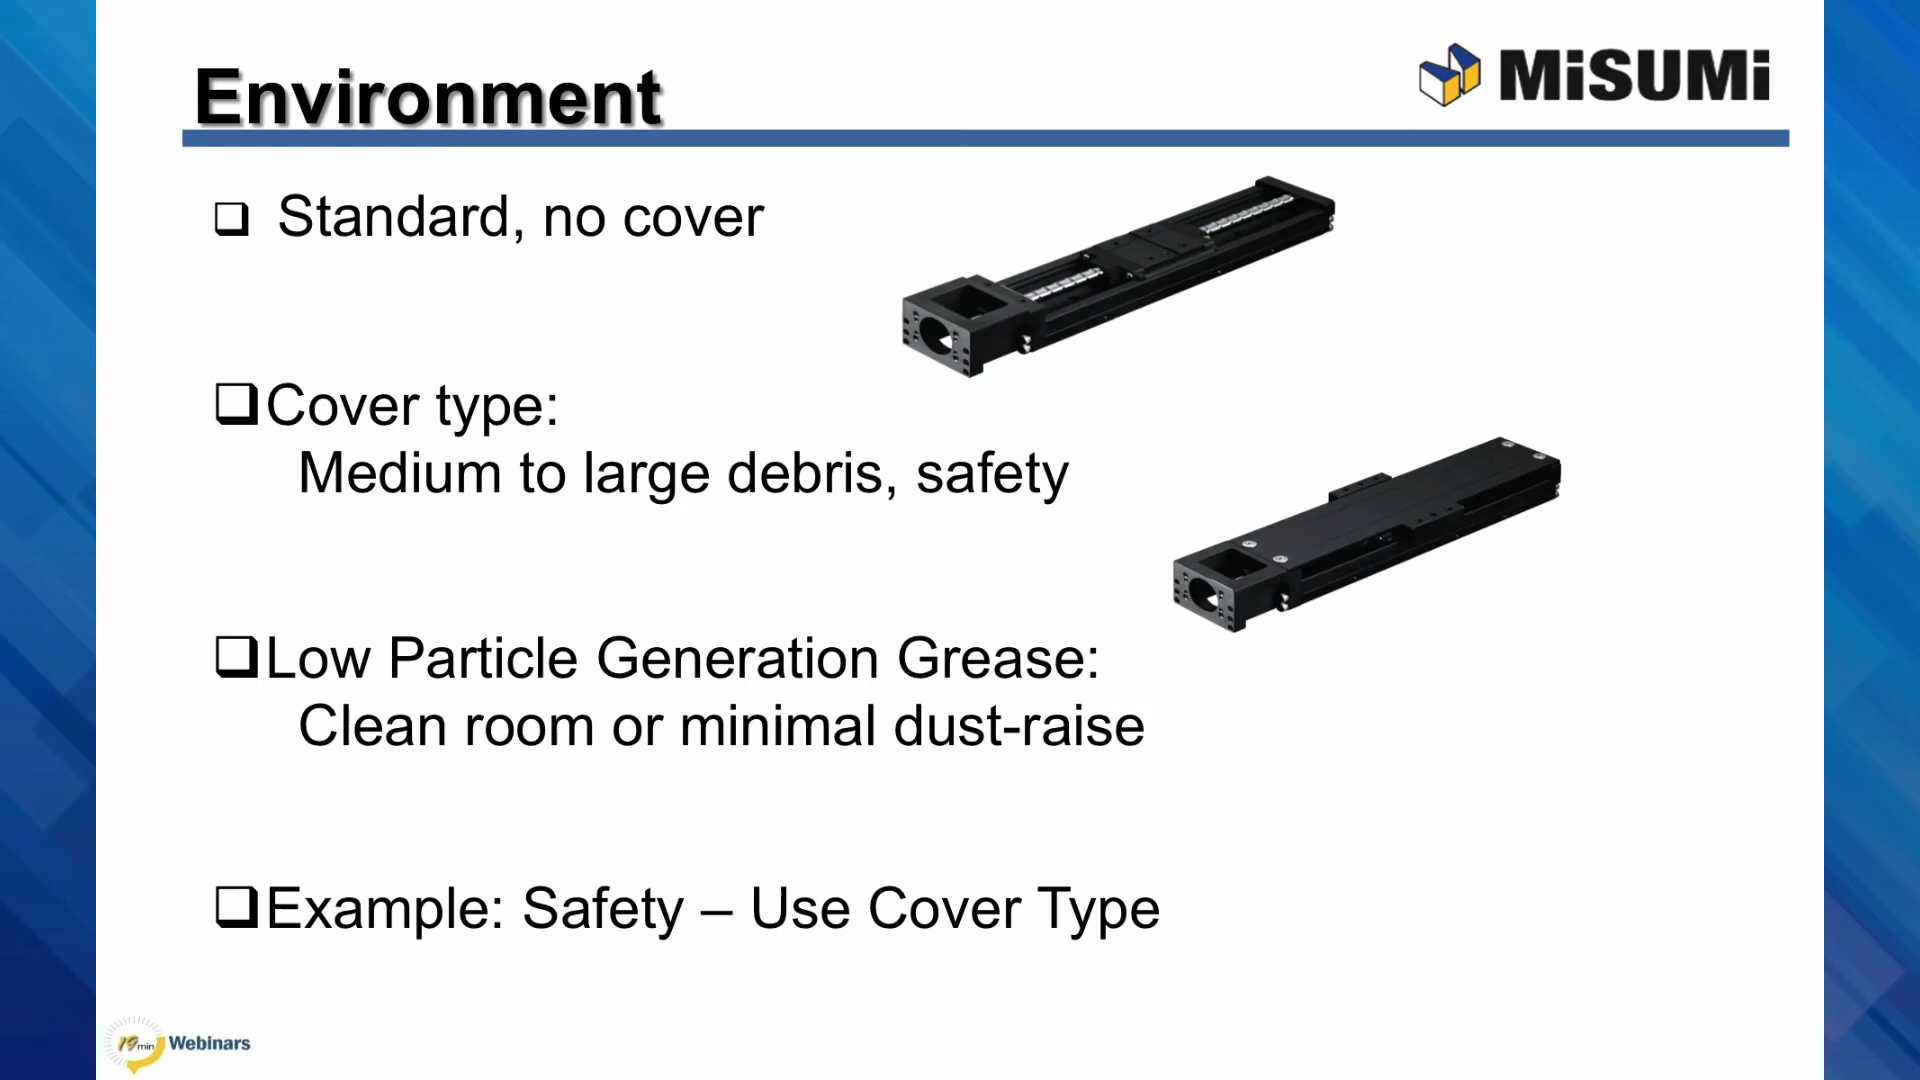 Environment
MiSUMi
Standard, no cover
Cover type:
Medium to large debris, safety
Low Particle Generation Grease:
Clean room or minimal dust-raise
Example: Safety – Use Cover Type
19min Webinars